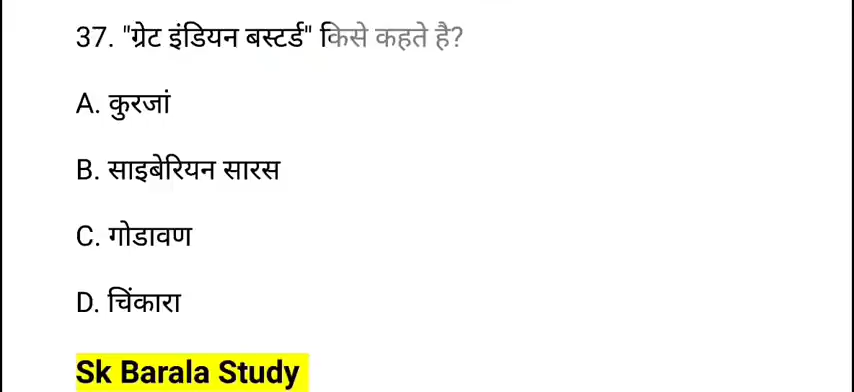 37. "ग्रेट इंडियन बस्टर्ड" किसे कहते है?
A. कुरजां
B. साइबेरियन सारस
C. गोडावण
D. चिंकारा
Sk Barala Study